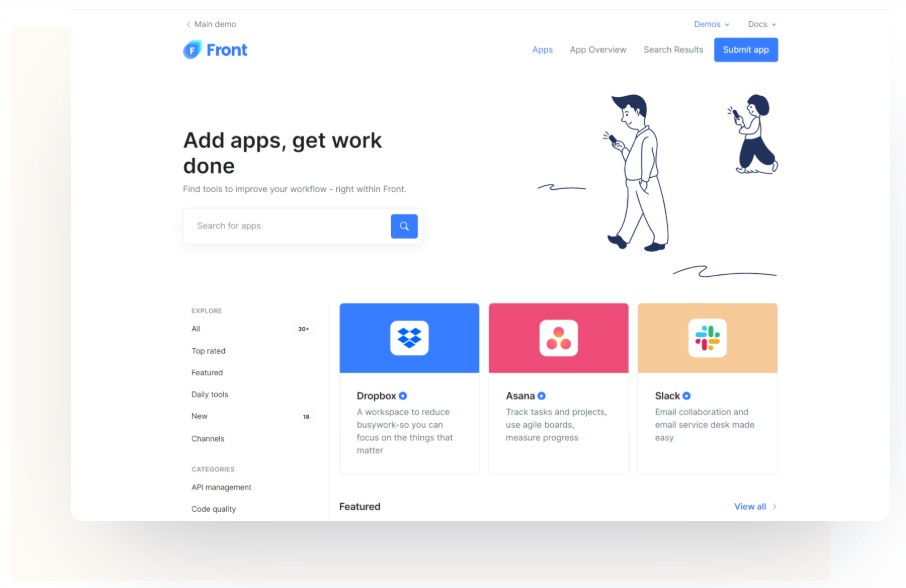 Main demo
Demos
Docs
Front
Apps
App Overview
Search Results
Submit app
Add apps, get work
done
Find tools to improve your workflow - right within Front.
Search for apps
EXPLORE
All
30+
Top rated
Featured
Daily tools
New
18
Channels
CATEGORIES
API management
Code quality
Dropbox
A workspace to reduce
busywork-so you can
focus on the things that
matter
Asana
Track tasks and projects,
use agile boards,
measure progress
Slack
Email collaboration and
email service desk made
easy
Featured
View all